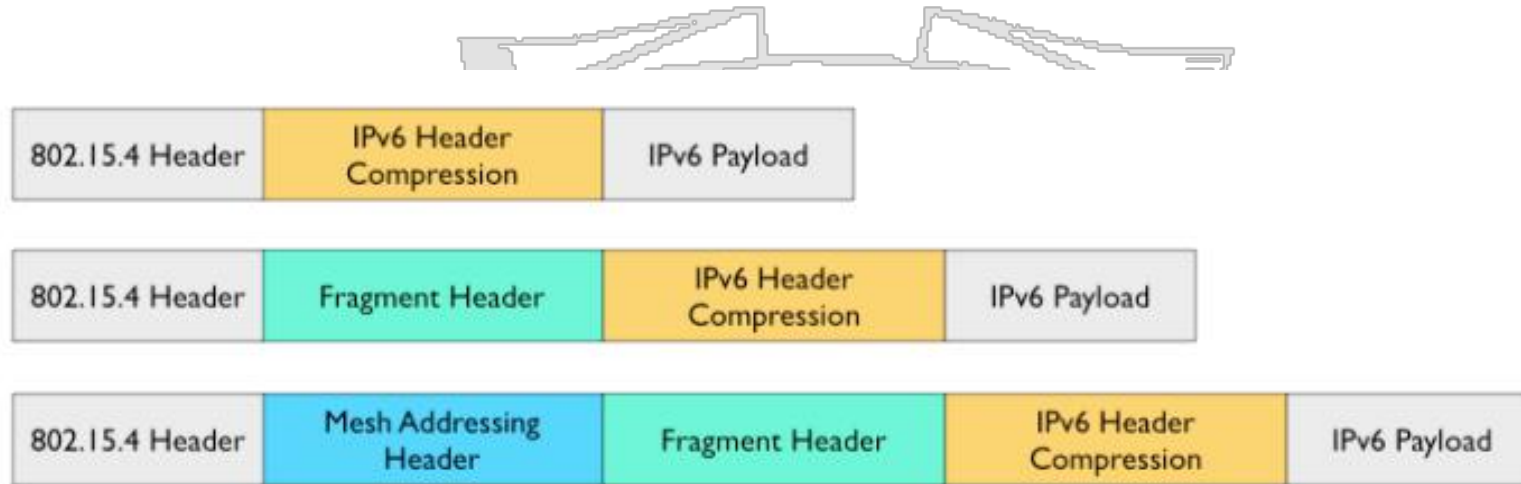 802.15.4 Header
IPv6 Header
Compression
IPv6 Payload
802.15.4 Header
Fragment Header
IPv6 Header
Compression
IPv6 Payload
802.15.4 Header
Mesh Addressing
Header
Fragment Header
IPv6 Header
Compression
IPv6 Payload